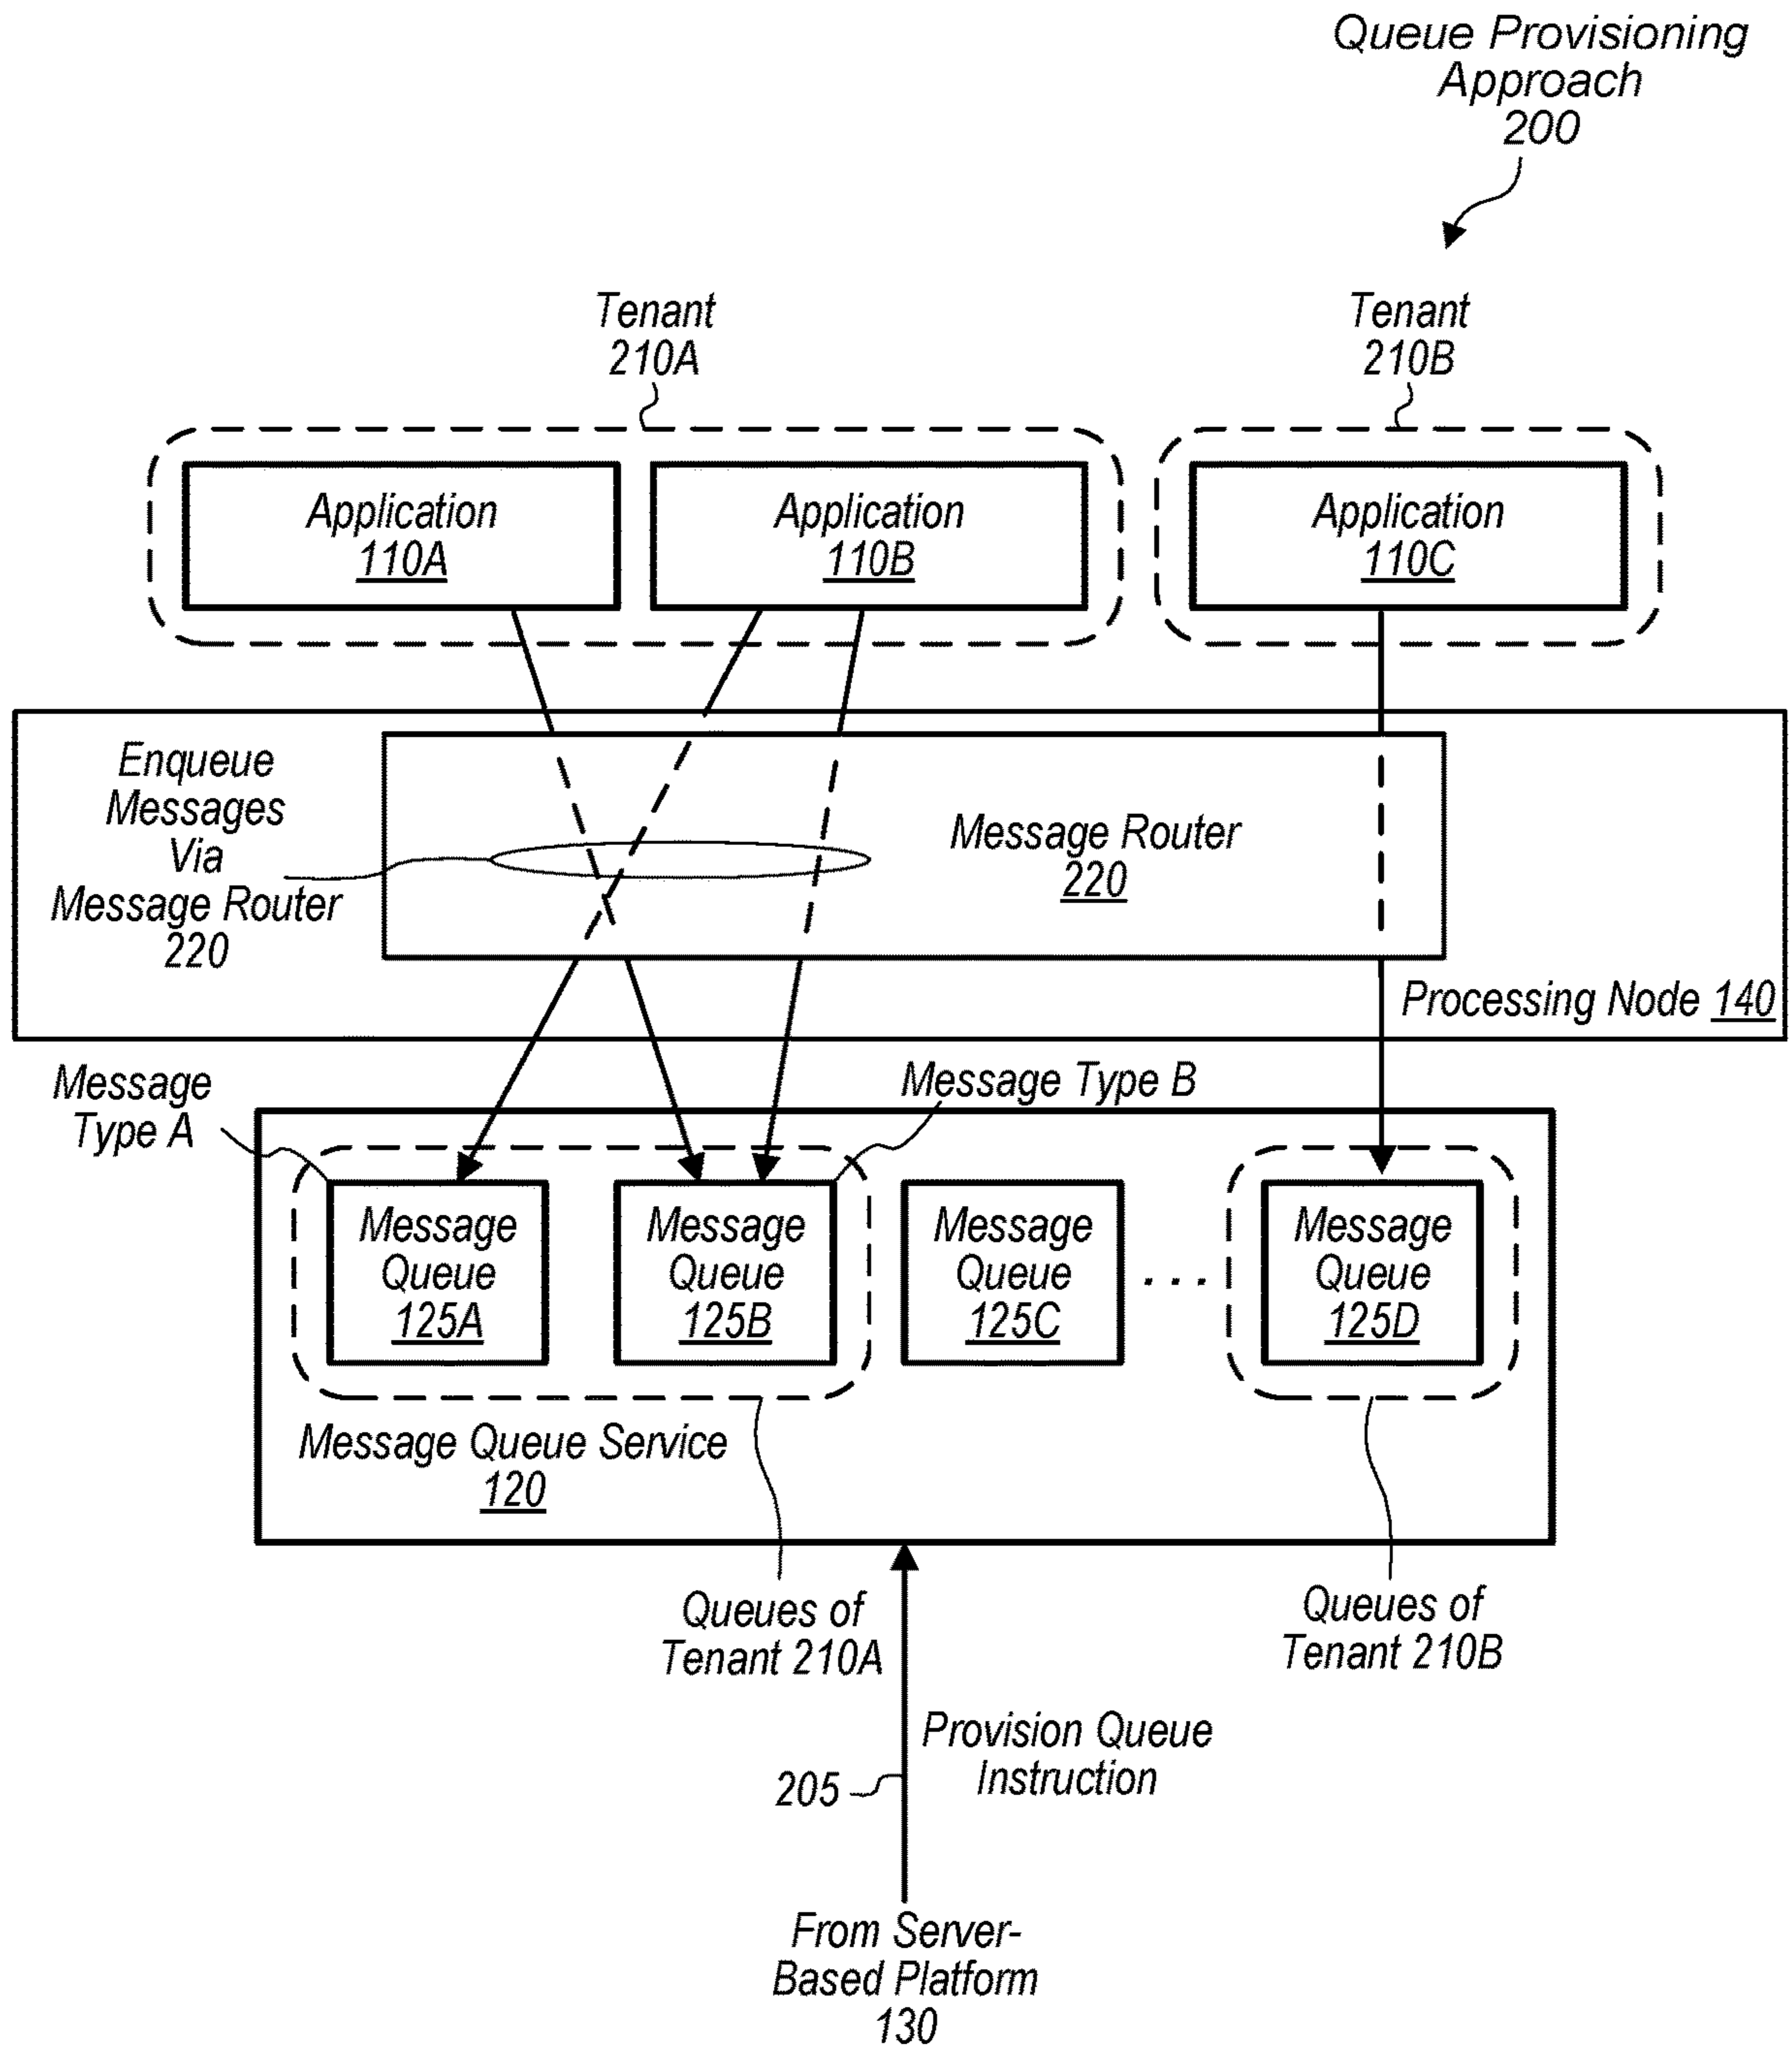 Queue Provisioning
Approach
200
Tenant
210A
Tenant
210B
Application
110A
Application
110B
Application
110C
Enqueue
Messages
Via
Message Router
220
Message Router
220
Processing Node 140
Message
Type A
Message Type B
Message
Queue
125A
Message
Queue
125B
Message
Queue
125C
...
Message
Queue
125D
Message Queue Service
120
Queues of
Tenant 210A
Queues of
Tenant 210B
Provision Queue
Instruction
205
From Server-
Based Platform
130